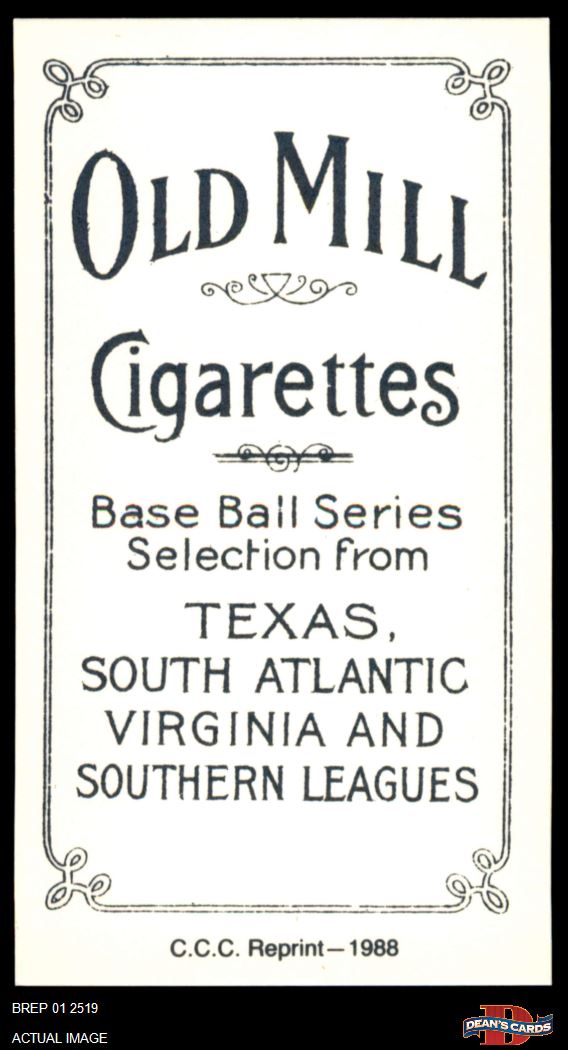 OLD MILL
Cigarettes
Base Ball Series
Selection from
TEXAS,
SOUTH ATLANTIC
VIRGINIA AND
SOUTHERN LEAGUES
C.C.C. Reprint—1988
BREP 01 2519
ACTUAL IMAGE
D
DEAN'S CARDS